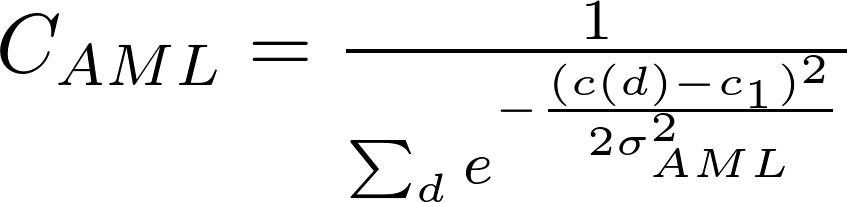 C_{AML} = \frac{1}{\sum_d e^{-\frac{(c(d)-c_1)^2}{2\sigma^2_{AML}}}}